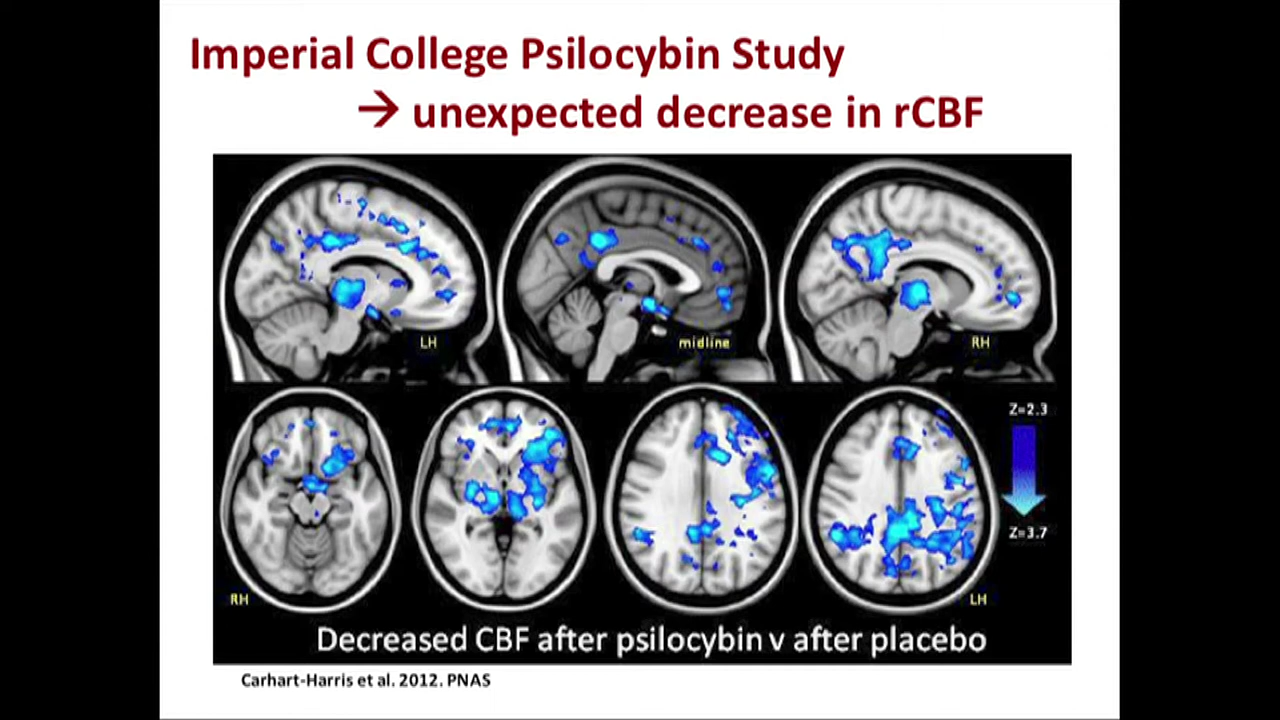 Imperial College Psilocybin Study
→ unexpected decrease in rCBF
LH
midline
RH
Z=2.3
Z=3.7
RH
LH
Decreased CBF after psilocybin v after placebo
Carhart-Harris et al. 2012. PNAS